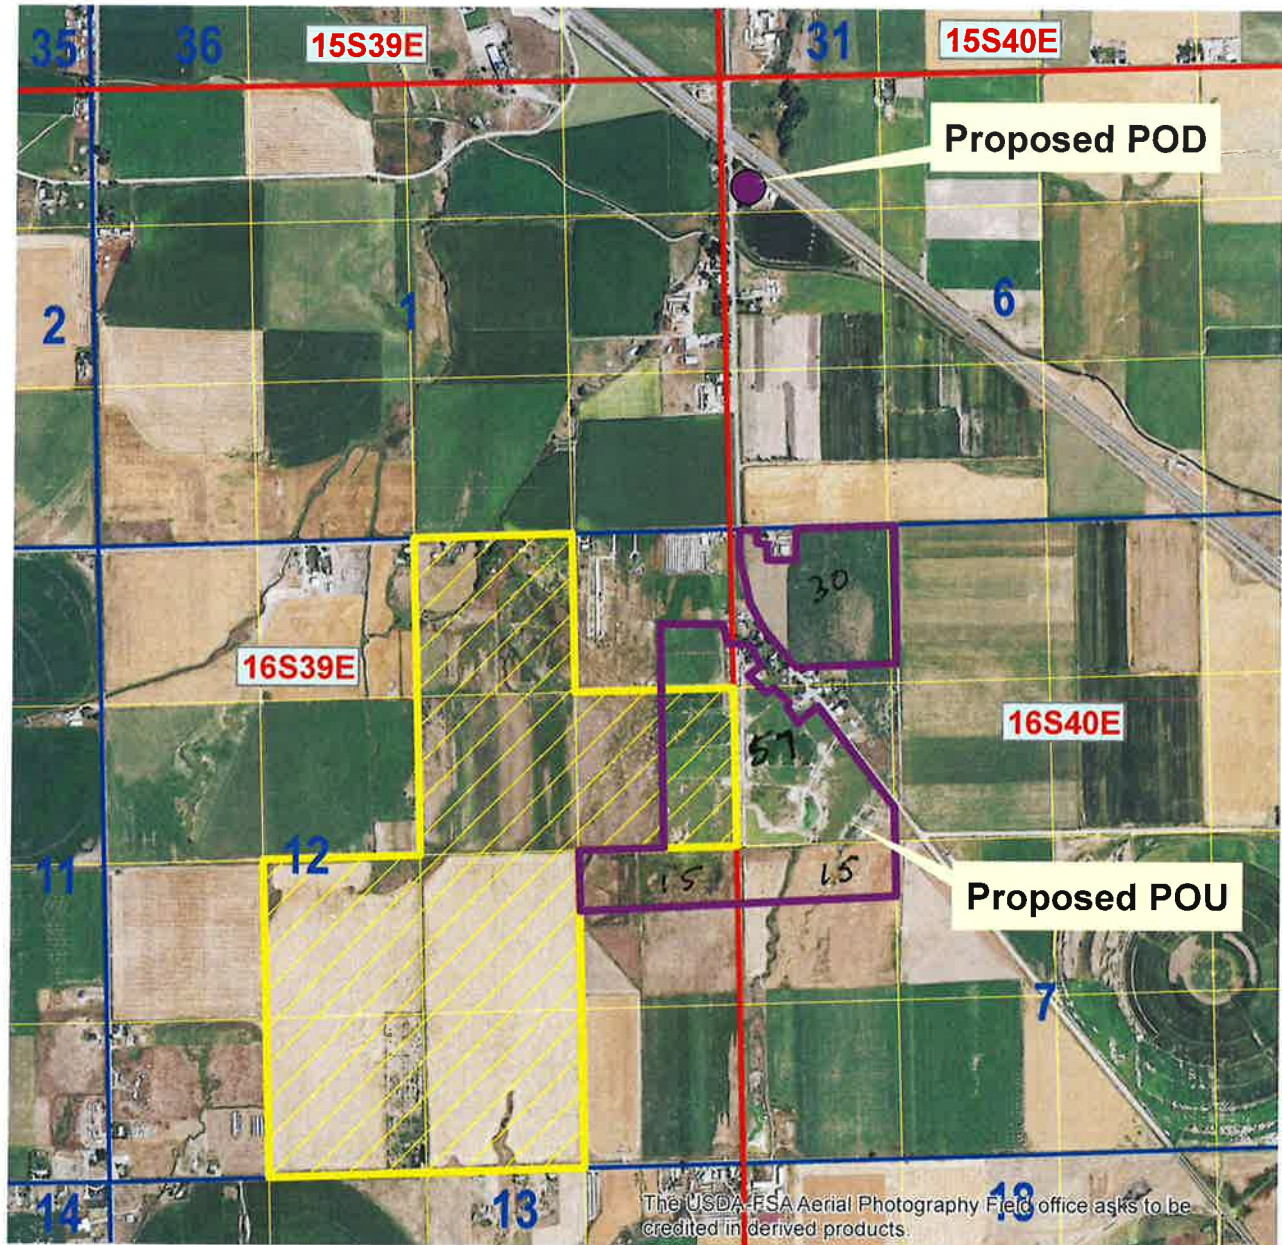 35
36
15S39E
31
15S40E
Proposed POD
2
1
6
30
16S39E
16S40E
57
12
11
15
15
Proposed POU
7
14
13
18
The USDA-FSA Aerial Photography Field office asks to be
credited in derived products.